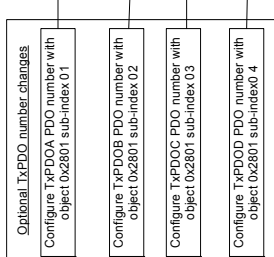 Optional TxPDO number changes
Configure TxPDOA PDO number with
object 0x2801 sub-index 01
Configure TxPDOB PDO number with
object 0x2801 sub-index 02
Configure TxPDOC PDO number with
object 0x2801 sub-index 03
Configure TxPDOD PDO number with
object 0x2801 sub-index0 4